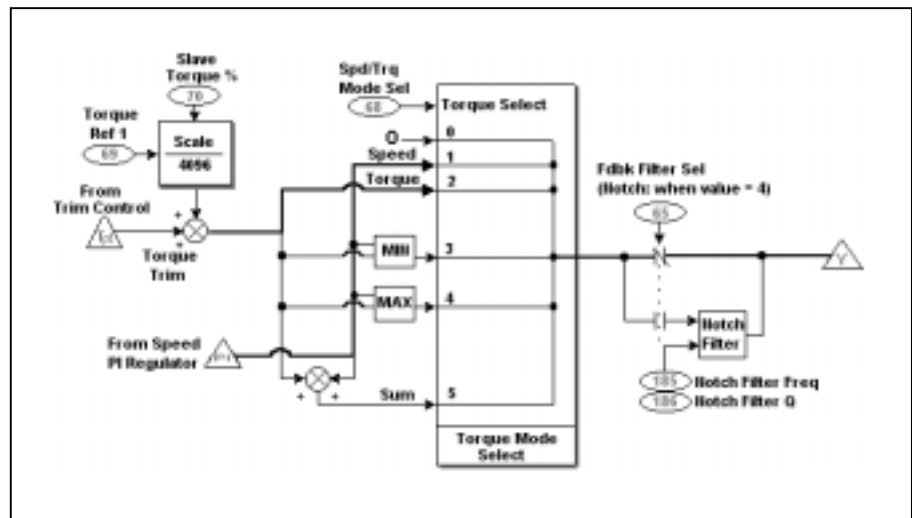 Slave
Torque %
70
Torque
Ref 1
69
Scale
4096
From
Trim Control
+
+
Torque
Trim
From Speed
PI Regulator
Spd/Trq
Mode Sel
68
Torque Select
0
0
Speed
1
Torque
2
MIN
3
MAX
4
+
+
Sum
5
Torque Mode
Select
Fdbk Filter Sel
(Notch: when value = 4)
65
Y
Notch
Filter
185
Notch Filter Freq
186
Notch Filter Q